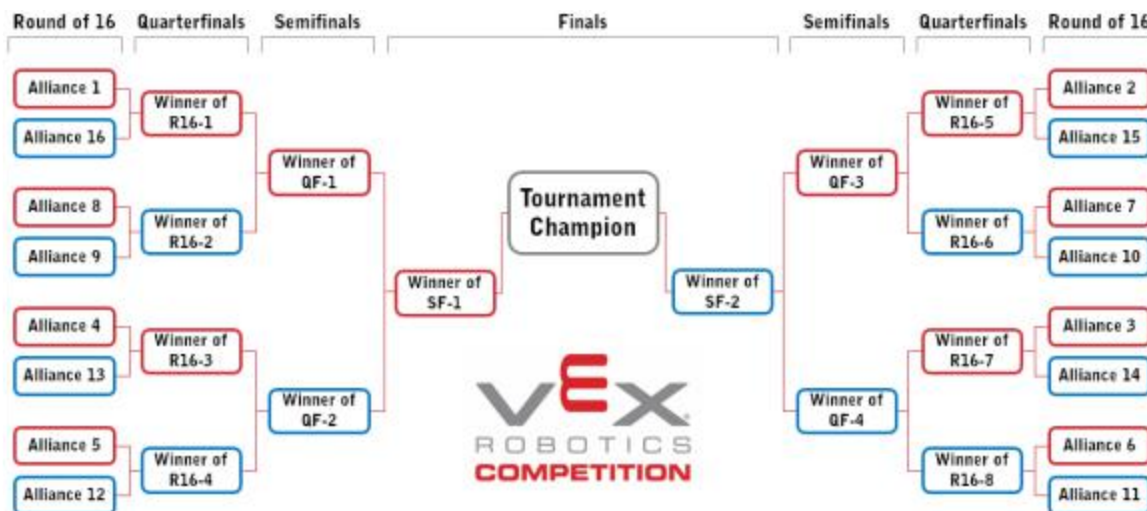 Round of 16
Quarterfinals
Semifinals
Finals
Semifinals
Quarterfinals
Round of 16
Alliance 1
Alliance 16
Alliance 8
Alliance 9
Alliance 4
Alliance 13
Alliance 5
Alliance 12
Winner of
R16-1
Winner of
R16-2
Winner of
R16-3
Winner of
R16-4
Winner of
QF-1
Winner of
QF-2
Winner of
SF-1
Tournament
Champion
Winner of
SF-2
VEX
ROBOTICS
COMPETITION
Winner of
QF-3
Winner of
QF-4
Winner of
R16-5
Winner of
R16-6
Winner of
R16-7
Winner of
R16-8
Alliance 2
Alliance 15
Alliance 7
Alliance 10
Alliance 3
Alliance 14
Alliance 6
Alliance 11